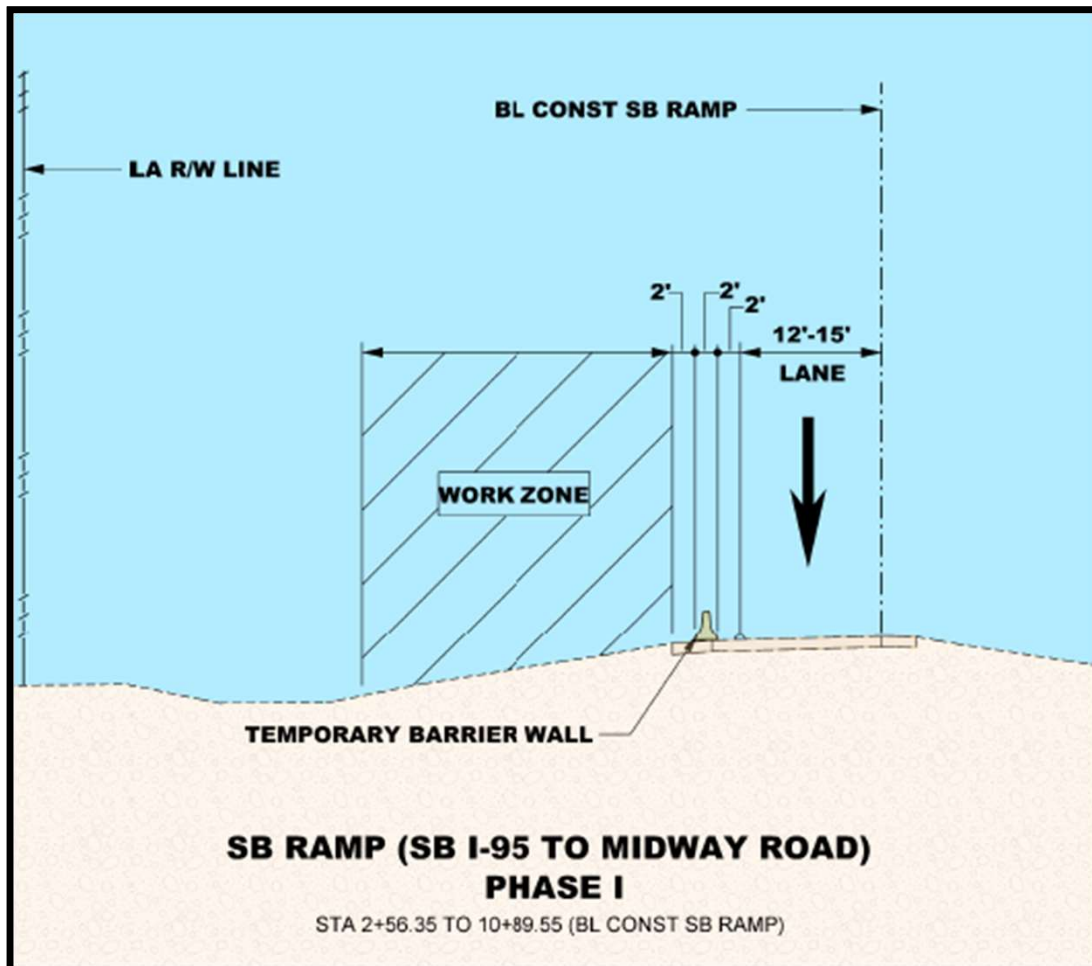 BL CONST SB RAMP
LA R/W LINE
2'
2'
2'
12'-15'
LANE
WORK ZONE
TEMPORARY BARRIER WALL
SB RAMP (SB I-95 TO MIDWAY ROAD)
PHASE I
STA 2+56.35 TO 10+89.55 (BL CONST SB RAMP)